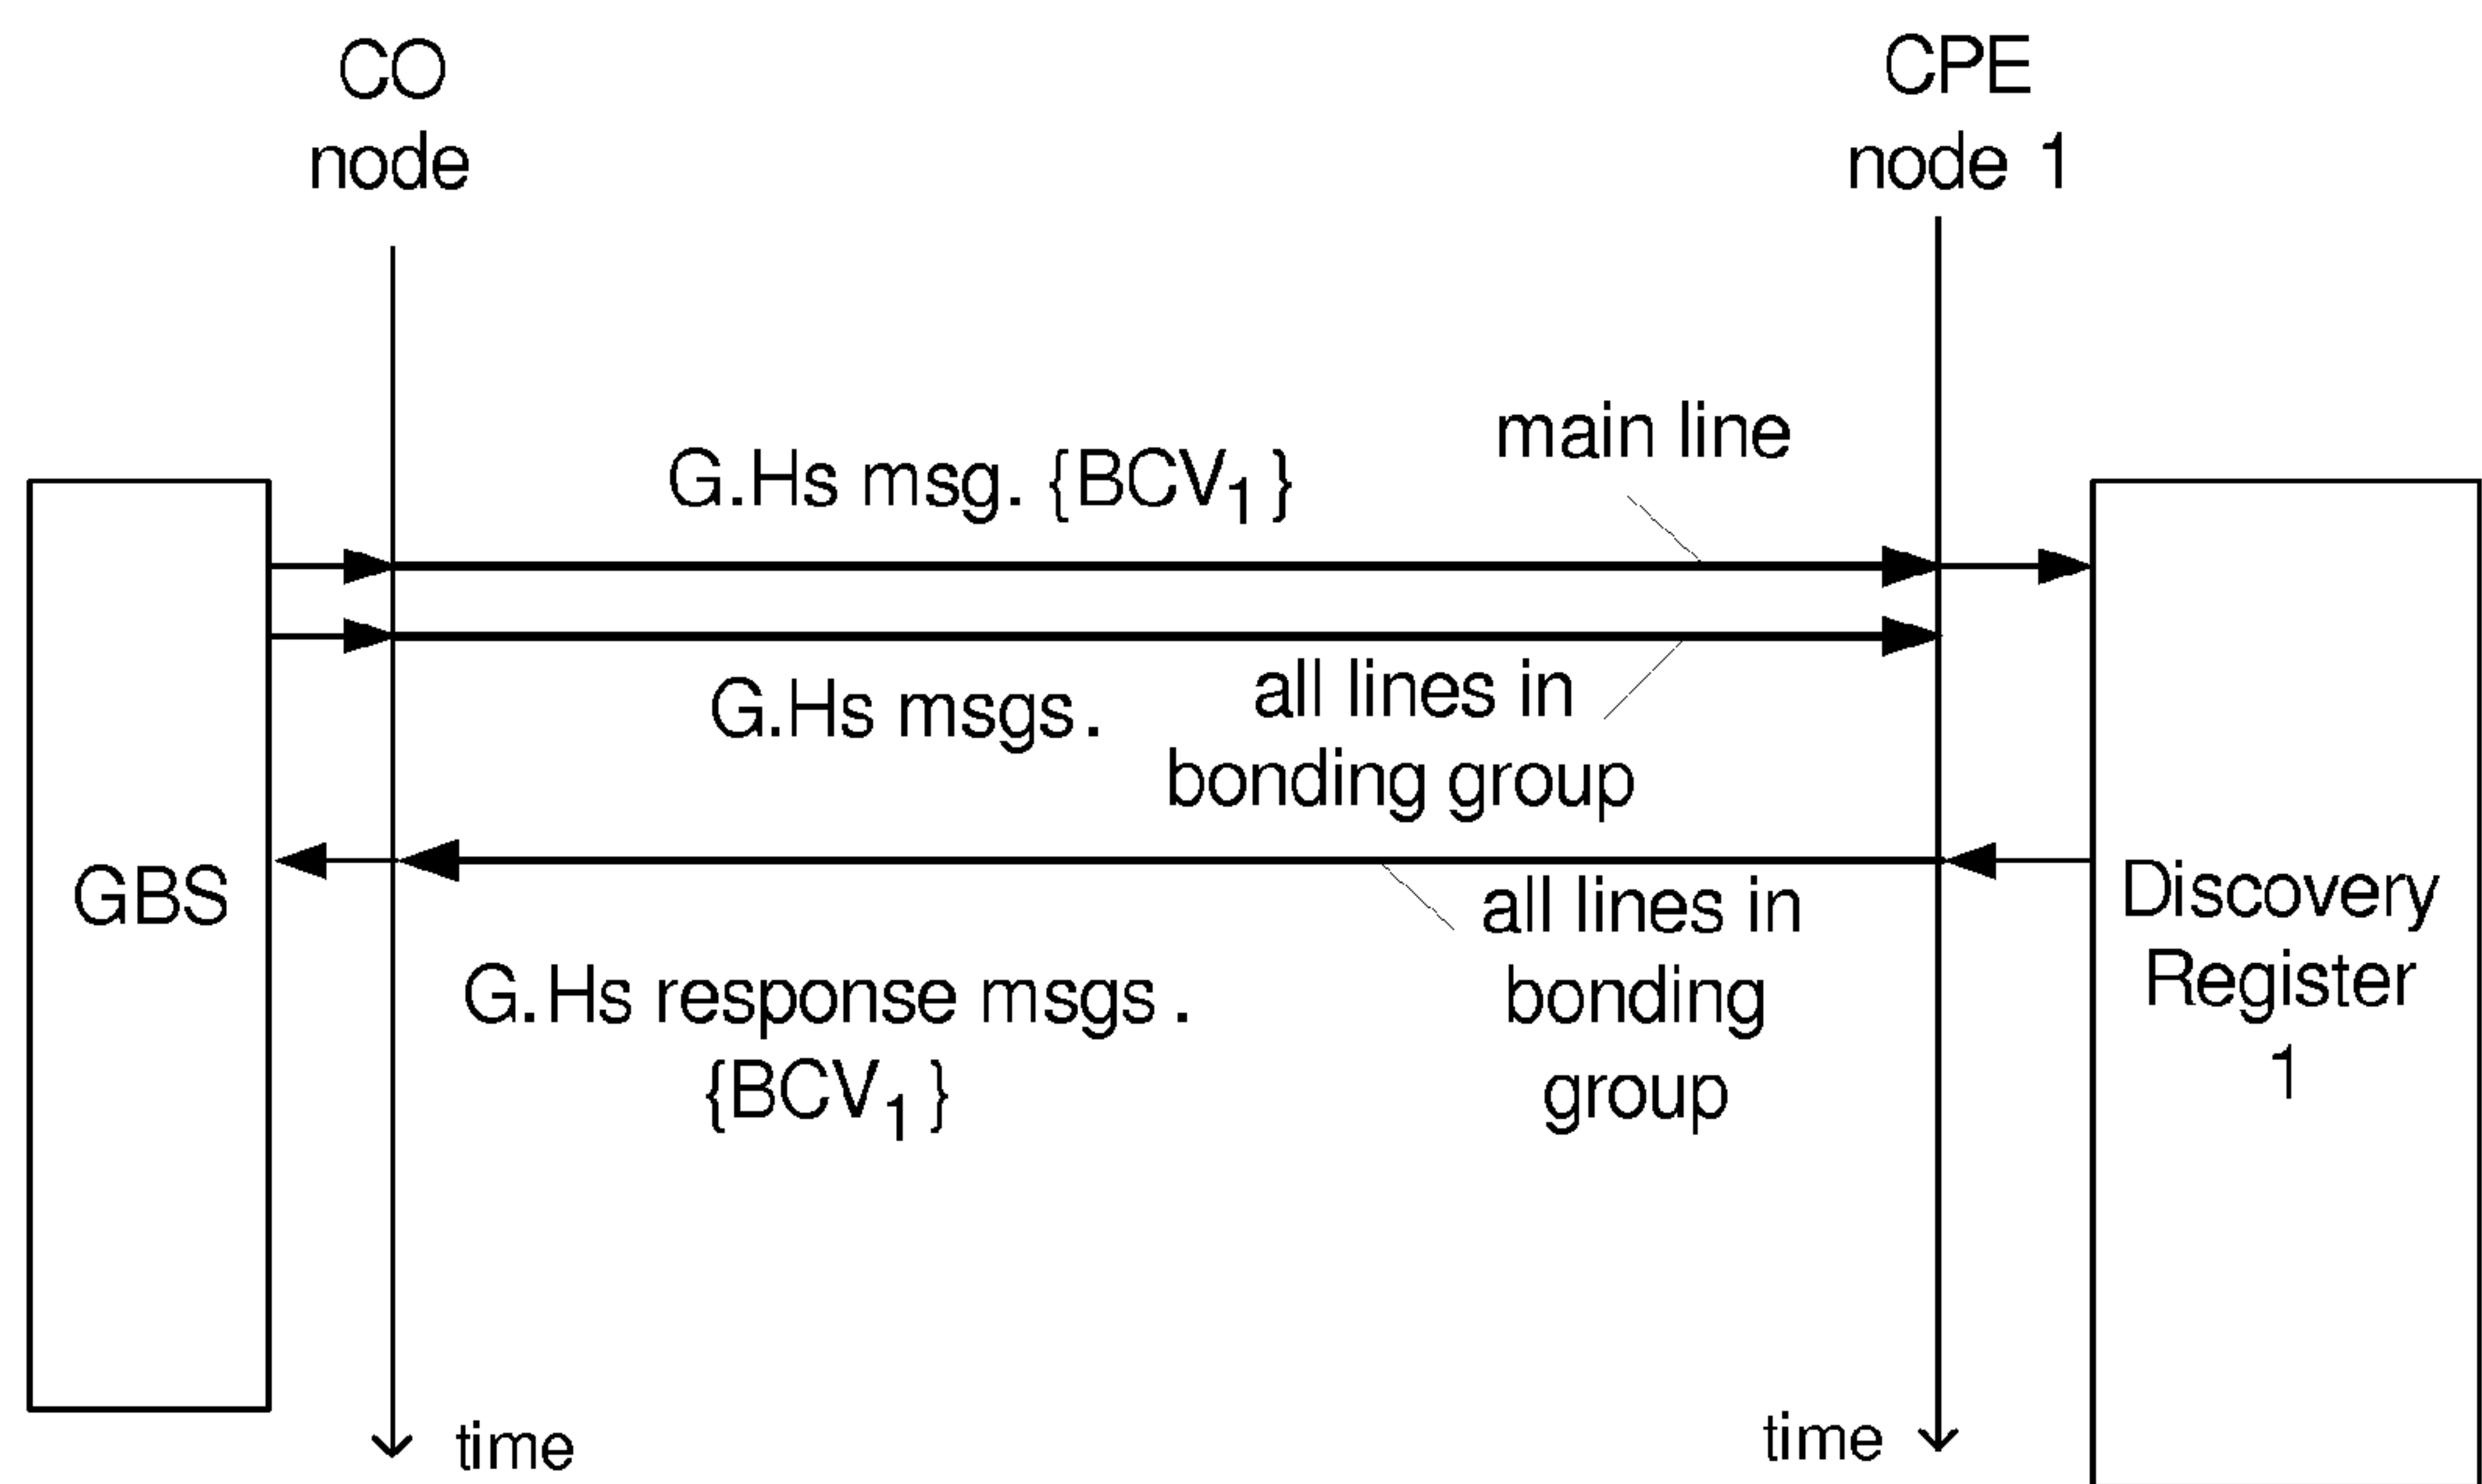 CO
node
CPE
node 1
main line
G.Hs msg. {BCV1 }
G.Hs msgs.
all lines in
bonding group
GBS
all lines in
bonding
group
G.Hs response msgs .
{BCV1 }
Discovery
Register
1
time
time